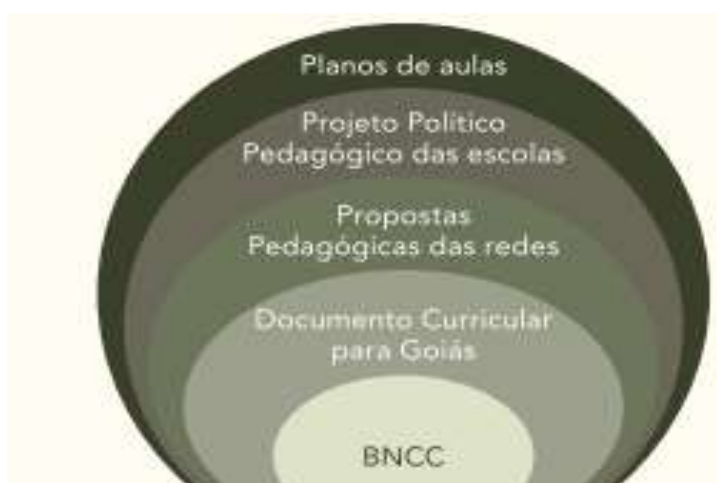 Planos de aulas
Projeto Político
Pedagógico das escolas
Propostas
Pedagógicas das redes
Documento Curricular
para Goiás
BNCC